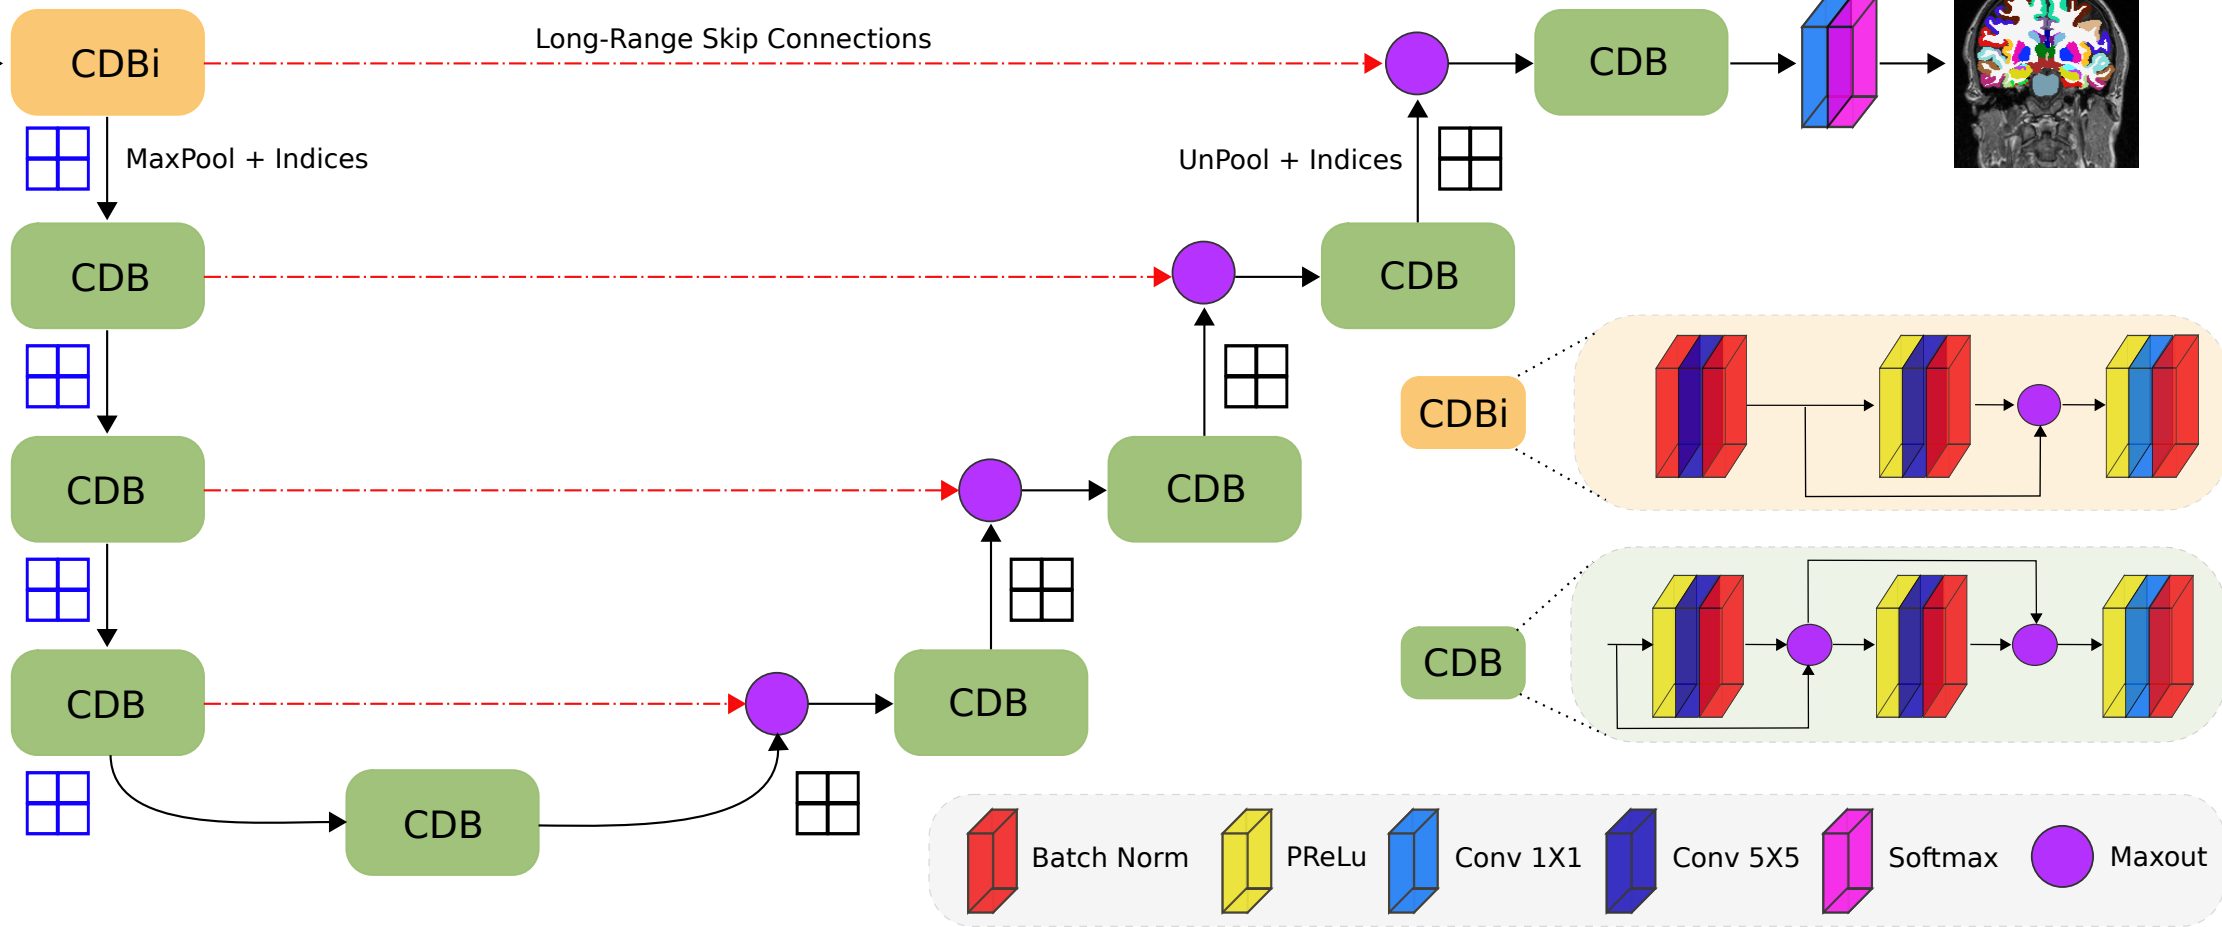 CDBi
Long-Range Skip Connections
CDB
MaxPool + Indices
UnPool + Indices
CDB
CDB
CDBi
CDB
CDB
CDB
CDB
CDB
CDB
Batch Norm
PReLu
Conv 1X1
Conv 5X5
Softmax
Maxout
CDB